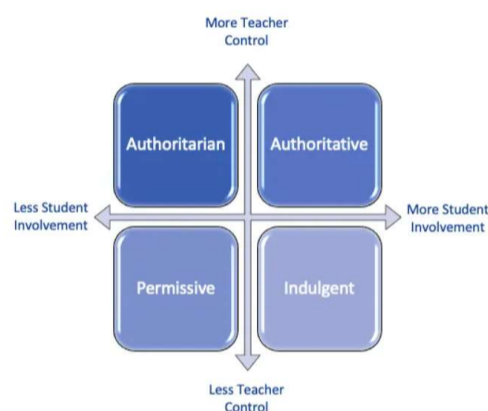 More Teacher
Control
Authoritarian
Authoritative
Less Student
Involvement
More Student
Involvement
Permissive
Indulgent
Less Teacher
Control